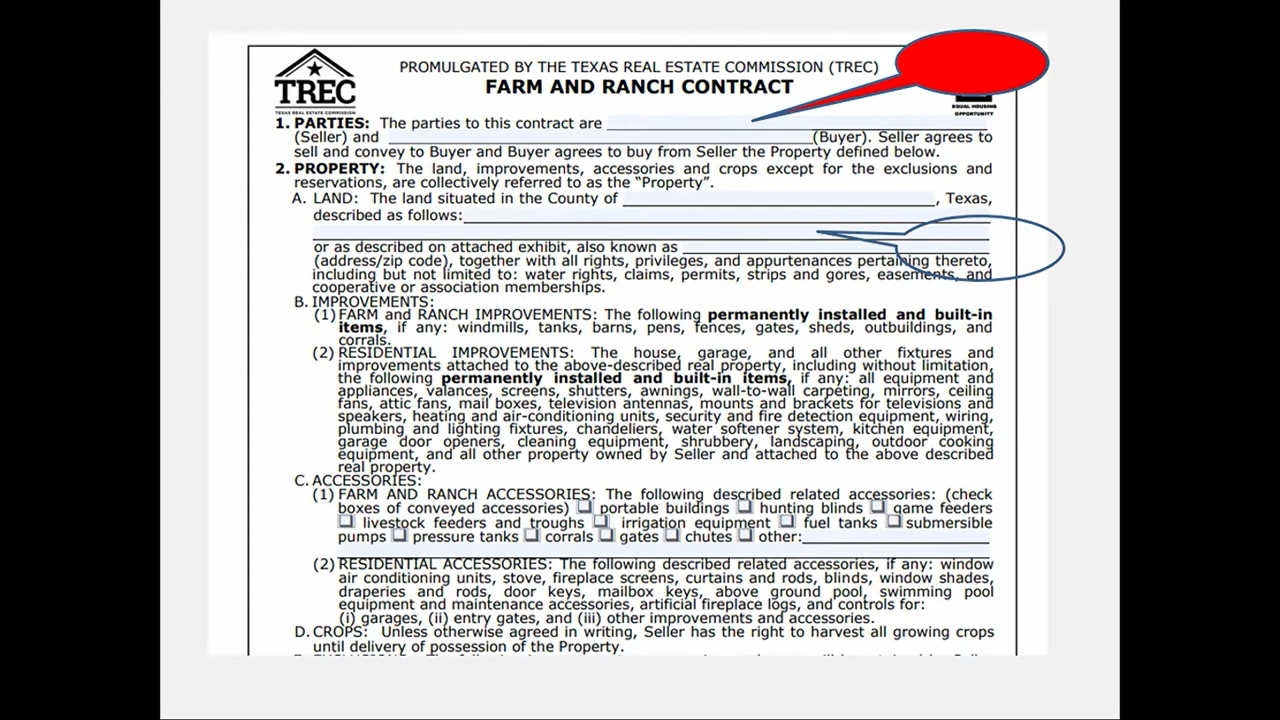 TREC
TEXAS REAL ESTATE COMMISSION
PROMULGATED BY THE TEXAS REAL ESTATE COMMISSION (TREC)
FARM AND RANCH CONTRACT
EQUAL HOUSING
OPPORTUNITY
1. PARTIES: The parties to this contract are
(Seller) and (Buyer). Seller agrees to
sell and convey to Buyer and Buyer agrees to buy from Seller the Property defined below.
2. PROPERTY: The land, improvements, accessories and crops except for the exclusions and
reservations, are collectively referred to as the “Property”.
A. LAND: The land situated in the County of , Texas,
described as follows:
or as described on attached exhibit, also known as
(address/zip code), together with all rights, privileges, and appurtenances pertaining thereto,
including but not limited to: water rights, claims, permits, strips and gores, easements, and
cooperative or association memberships.
B. IMPROVEMENTS:
(1) FARM and RANCH IMPROVEMENTS: The following permanently installed and built-in
items, if any: windmills, tanks, barns, pens, fences, gates, sheds, outbuildings, and
corrals.
(2) RESIDENTIAL IMPROVEMENTS: The house, garage, and all other fixtures and
improvements attached to the above-described real property, including without limitation,
the following permanently installed and built-in items, if any: all equipment and
appliances, valances, screens, shutters, awnings, wall-to-wall carpeting, mirrors, ceiling
fans, attic fans, mail boxes, television antennas, mounts and brackets for televisions and
speakers, heating and air-conditioning units, security and fire detection equipment, wiring,
plumbing and lighting fixtures, chandeliers, water softener system, kitchen equipment,
garage door openers, cleaning equipment, shrubbery, landscaping, outdoor cooking
equipment, and all other property owned by Seller and attached to the above described
real property.
C. ACCESSORIES:
(1) FARM AND RANCH ACCESSORIES: The following described related accessories: (check
boxes of conveyed accessories) portable buildings hunting blinds game feeders
livestock feeders and troughs irrigation equipment fuel tanks submersible
pumps pressure tanks corrals gates chutes other:
(2) RESIDENTIAL ACCESSORIES: The following described related accessories, if any: window
air conditioning units, stove, fireplace screens, curtains and rods, blinds, window shades,
draperies and rods, door keys, mailbox keys, above ground pool, swimming pool
equipment and maintenance accessories, artificial fireplace logs, and controls for:
(i) garages, (ii) entry gates, and (iii) other improvements and accessories.
D. CROPS: Unless otherwise agreed in writing, Seller has the right to harvest all growing crops
until delivery of possession of the Property.